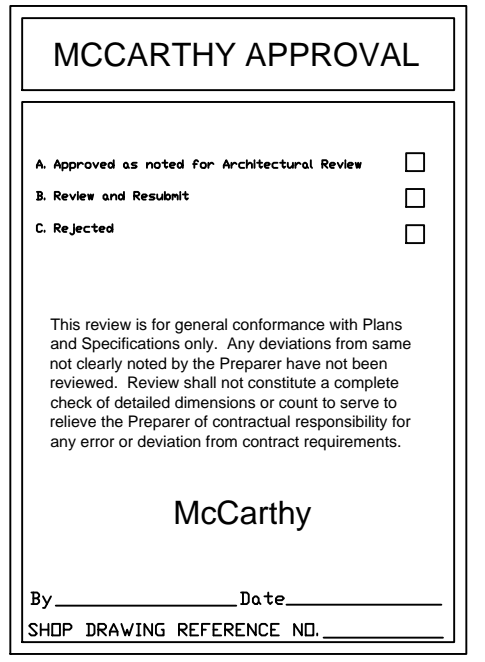 MCCARTHY APPROVAL
A. Approved as noted for Architectural Review
B. Review and Resubmit
C. Rejected
This review is for general conformance with Plans
and Specifications only.  Any deviations from same
not clearly noted by the Preparer have not been
reviewed.  Review shall not constitute a complete
check of detailed dimensions or count to serve to
relieve the Preparer of contractual responsibility for
any error or deviation from contract requirements.
McCarthy
By Date
SHOP DRAWING REFERENCE NO.